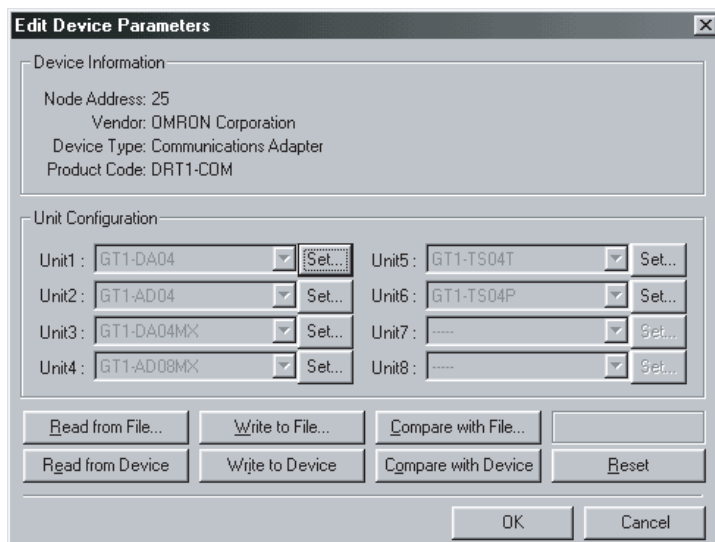 Edit Device Parameters
Device Information
Node Address: 25
Vendor: OMRON Corporation
Device Type: Communications Adapter
Product Code: DRT1-COM
Unit Configuration
Unit1 : GT1-DA04 Set... Unit5 : GT1-TS04T Set...
Unit2 : GT1-AD04 Set... Unit6 : GT1-TS04P Set...
Unit3 : GT1-DA04MX Set... Unit7 : ----- Set...
Unit4 : GT1-AD08MX Set... Unit8 : ----- Set...
Read from File... Write to File... Compare with File...
Read from Device Write to Device Compare with Device Reset
OK Cancel